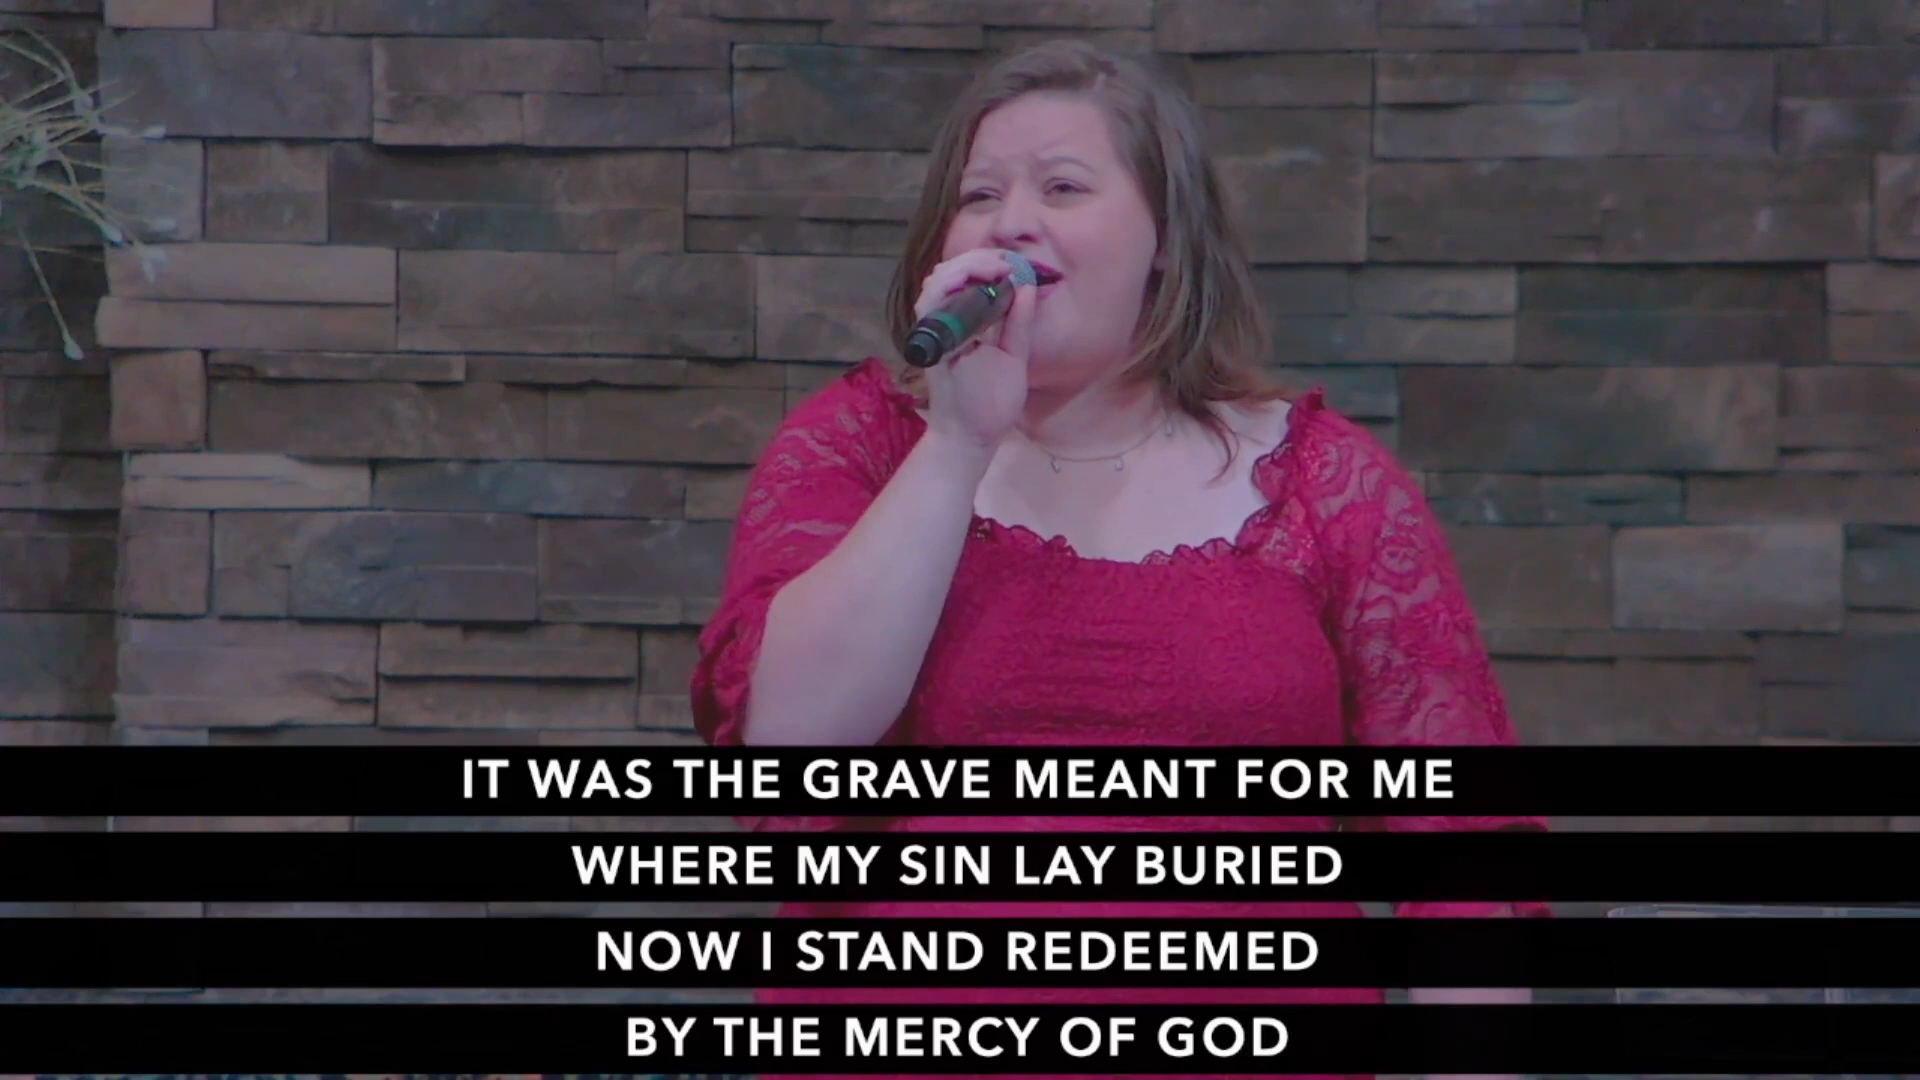 IT WAS THE GRAVE MEANT FOR ME
WHERE MY SIN LAY BURIED
NOW I STAND REDEEMED
BY THE MERCY OF GOD